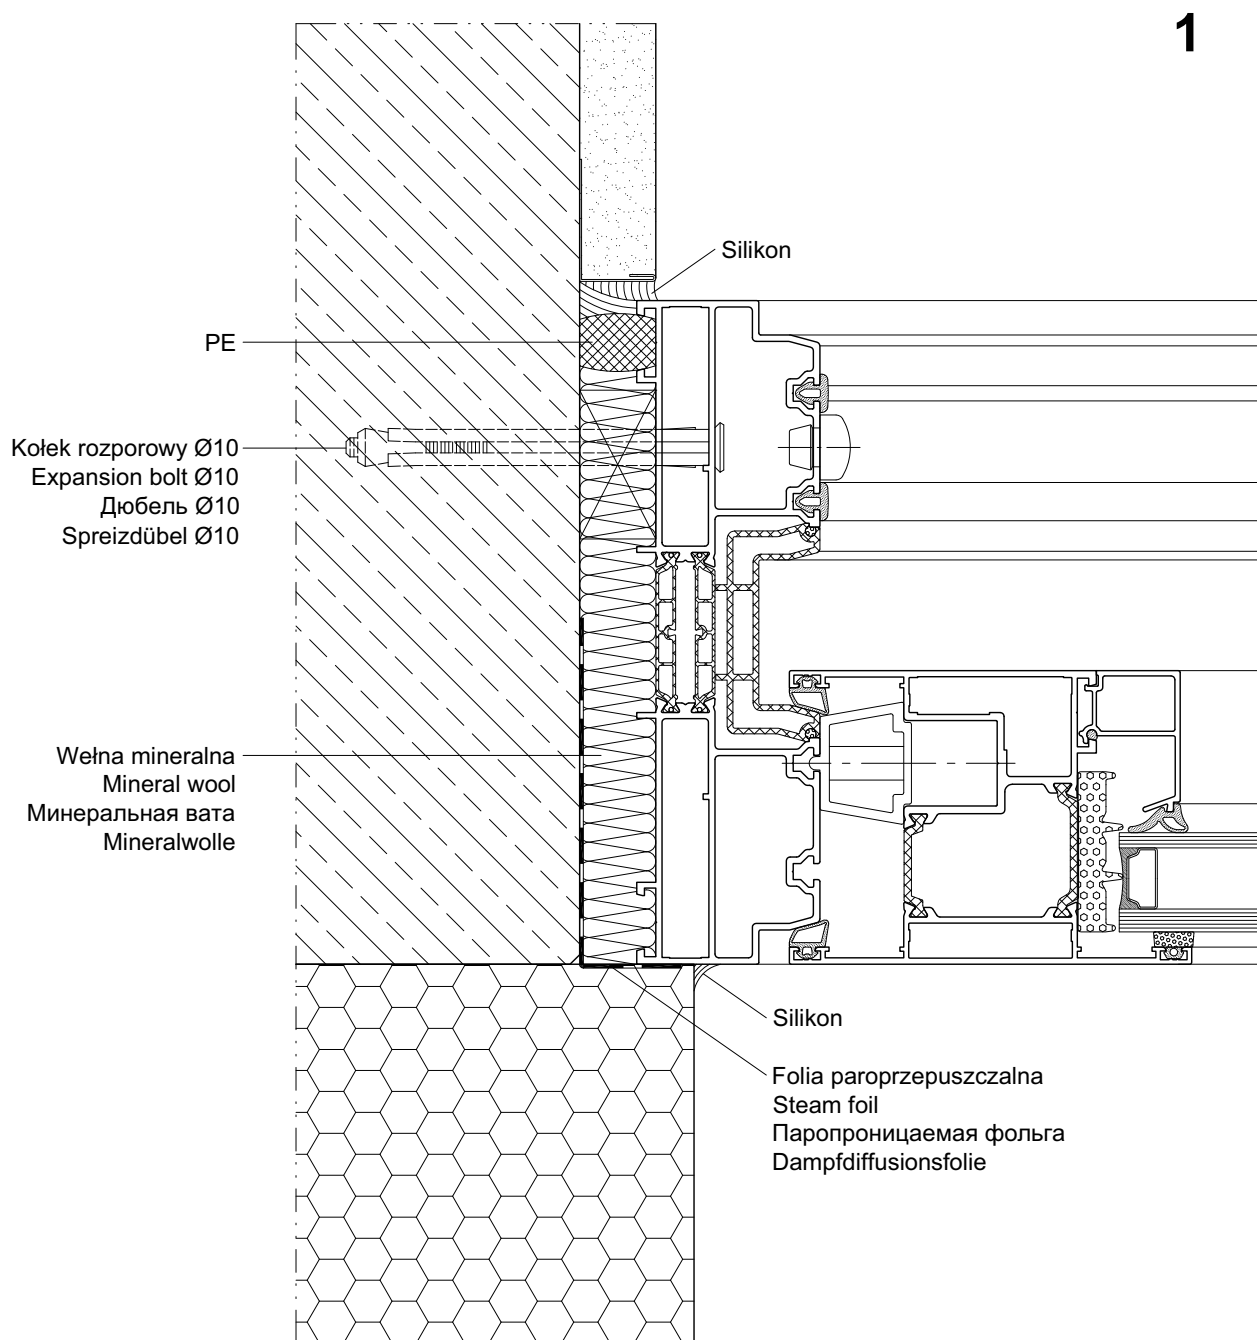 1
Silikon
PE
Kołek rozporowy Ø10
Expansion bolt Ø10
Дюбель Ø10
Spreizdübel Ø10
Wełna mineralna
Mineral wool
Минеральная вата
Mineralwolle
Silikon
Folia paroprzepuszczalna
Steam foil
Паропроницаемая фольга
Dampfdiffusionsfolie